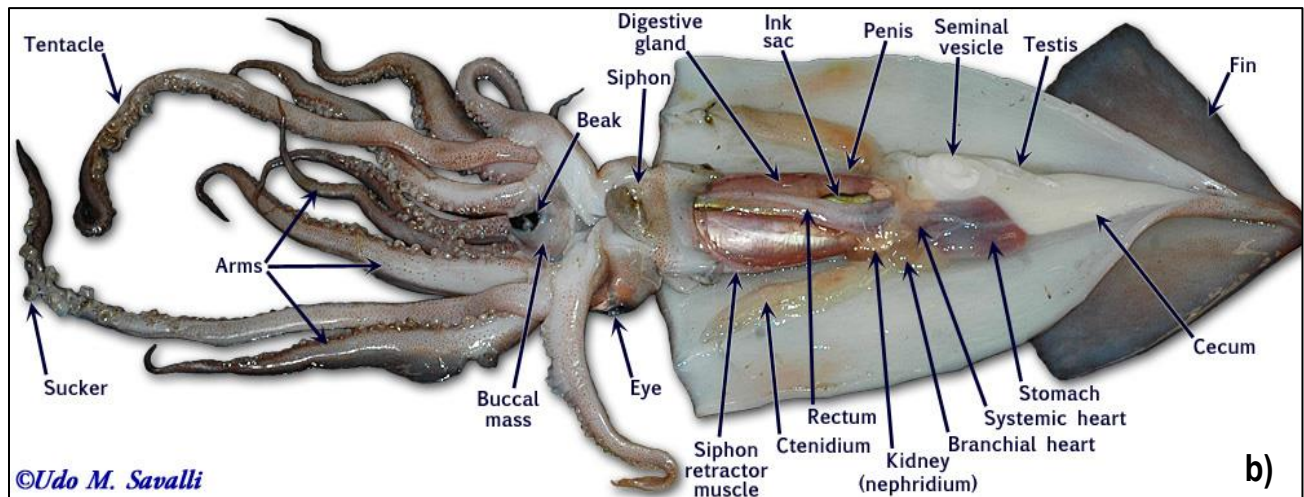 Tentacle
Digestive
gland
Ink
sac
Penis
Seminal
vesicle
Testis
Fin
Siphon
Beak
Arms
Sucker
Buccal
mass
Eye
Siphon
retractor
muscle
Ctenidium
Rectum
Kidney
(nephridium)
Branchial heart
Systemic heart
Stomach
Cecum
©Udo M. Savalli
b)